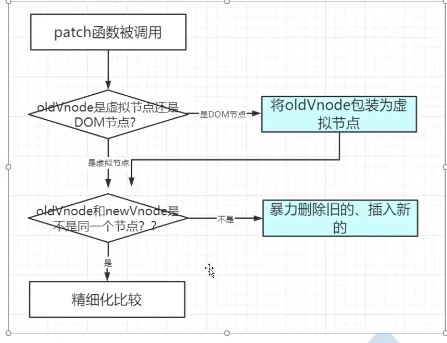 patch函数被调用
oldVnode是虚拟节点还是
DOM节点?
是DOM节点
将oldVnode包装为虚
拟节点
是虚拟节点
oldVnode和newVnode是
不是同一个节点？？
不是
暴力删除旧的、插入新
的
是
精细化比较